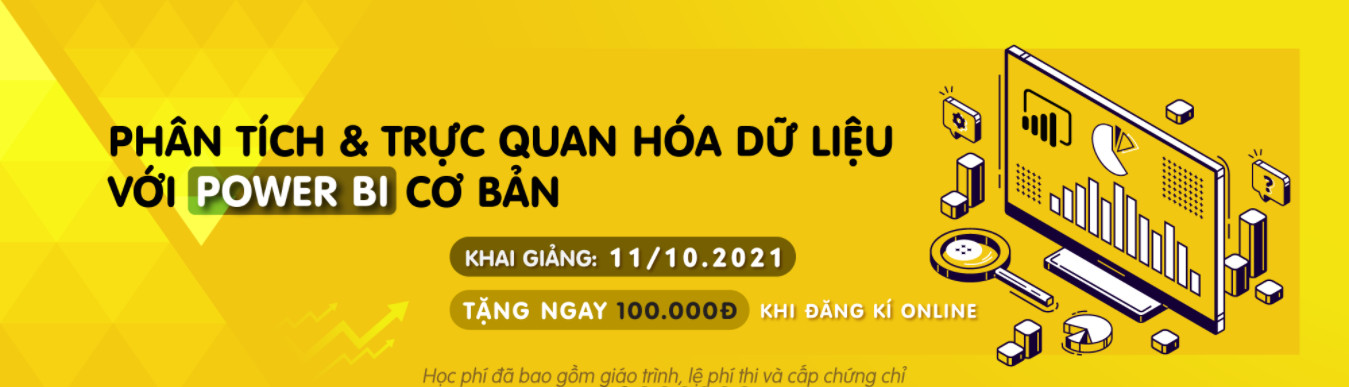 PHÂN TÍCH & TRỰC QUAN HÓA DỮ LIỆU
VỚI POWER BI CƠ BẢN
KHAI GIẢNG: 11/10.2021
TẶNG NGAY 100.000Đ KHI ĐĂNG KÍ ONLINE
Học phí đã bao gồm giáo trình, lệ phí thi và cấp chứng chỉ
?